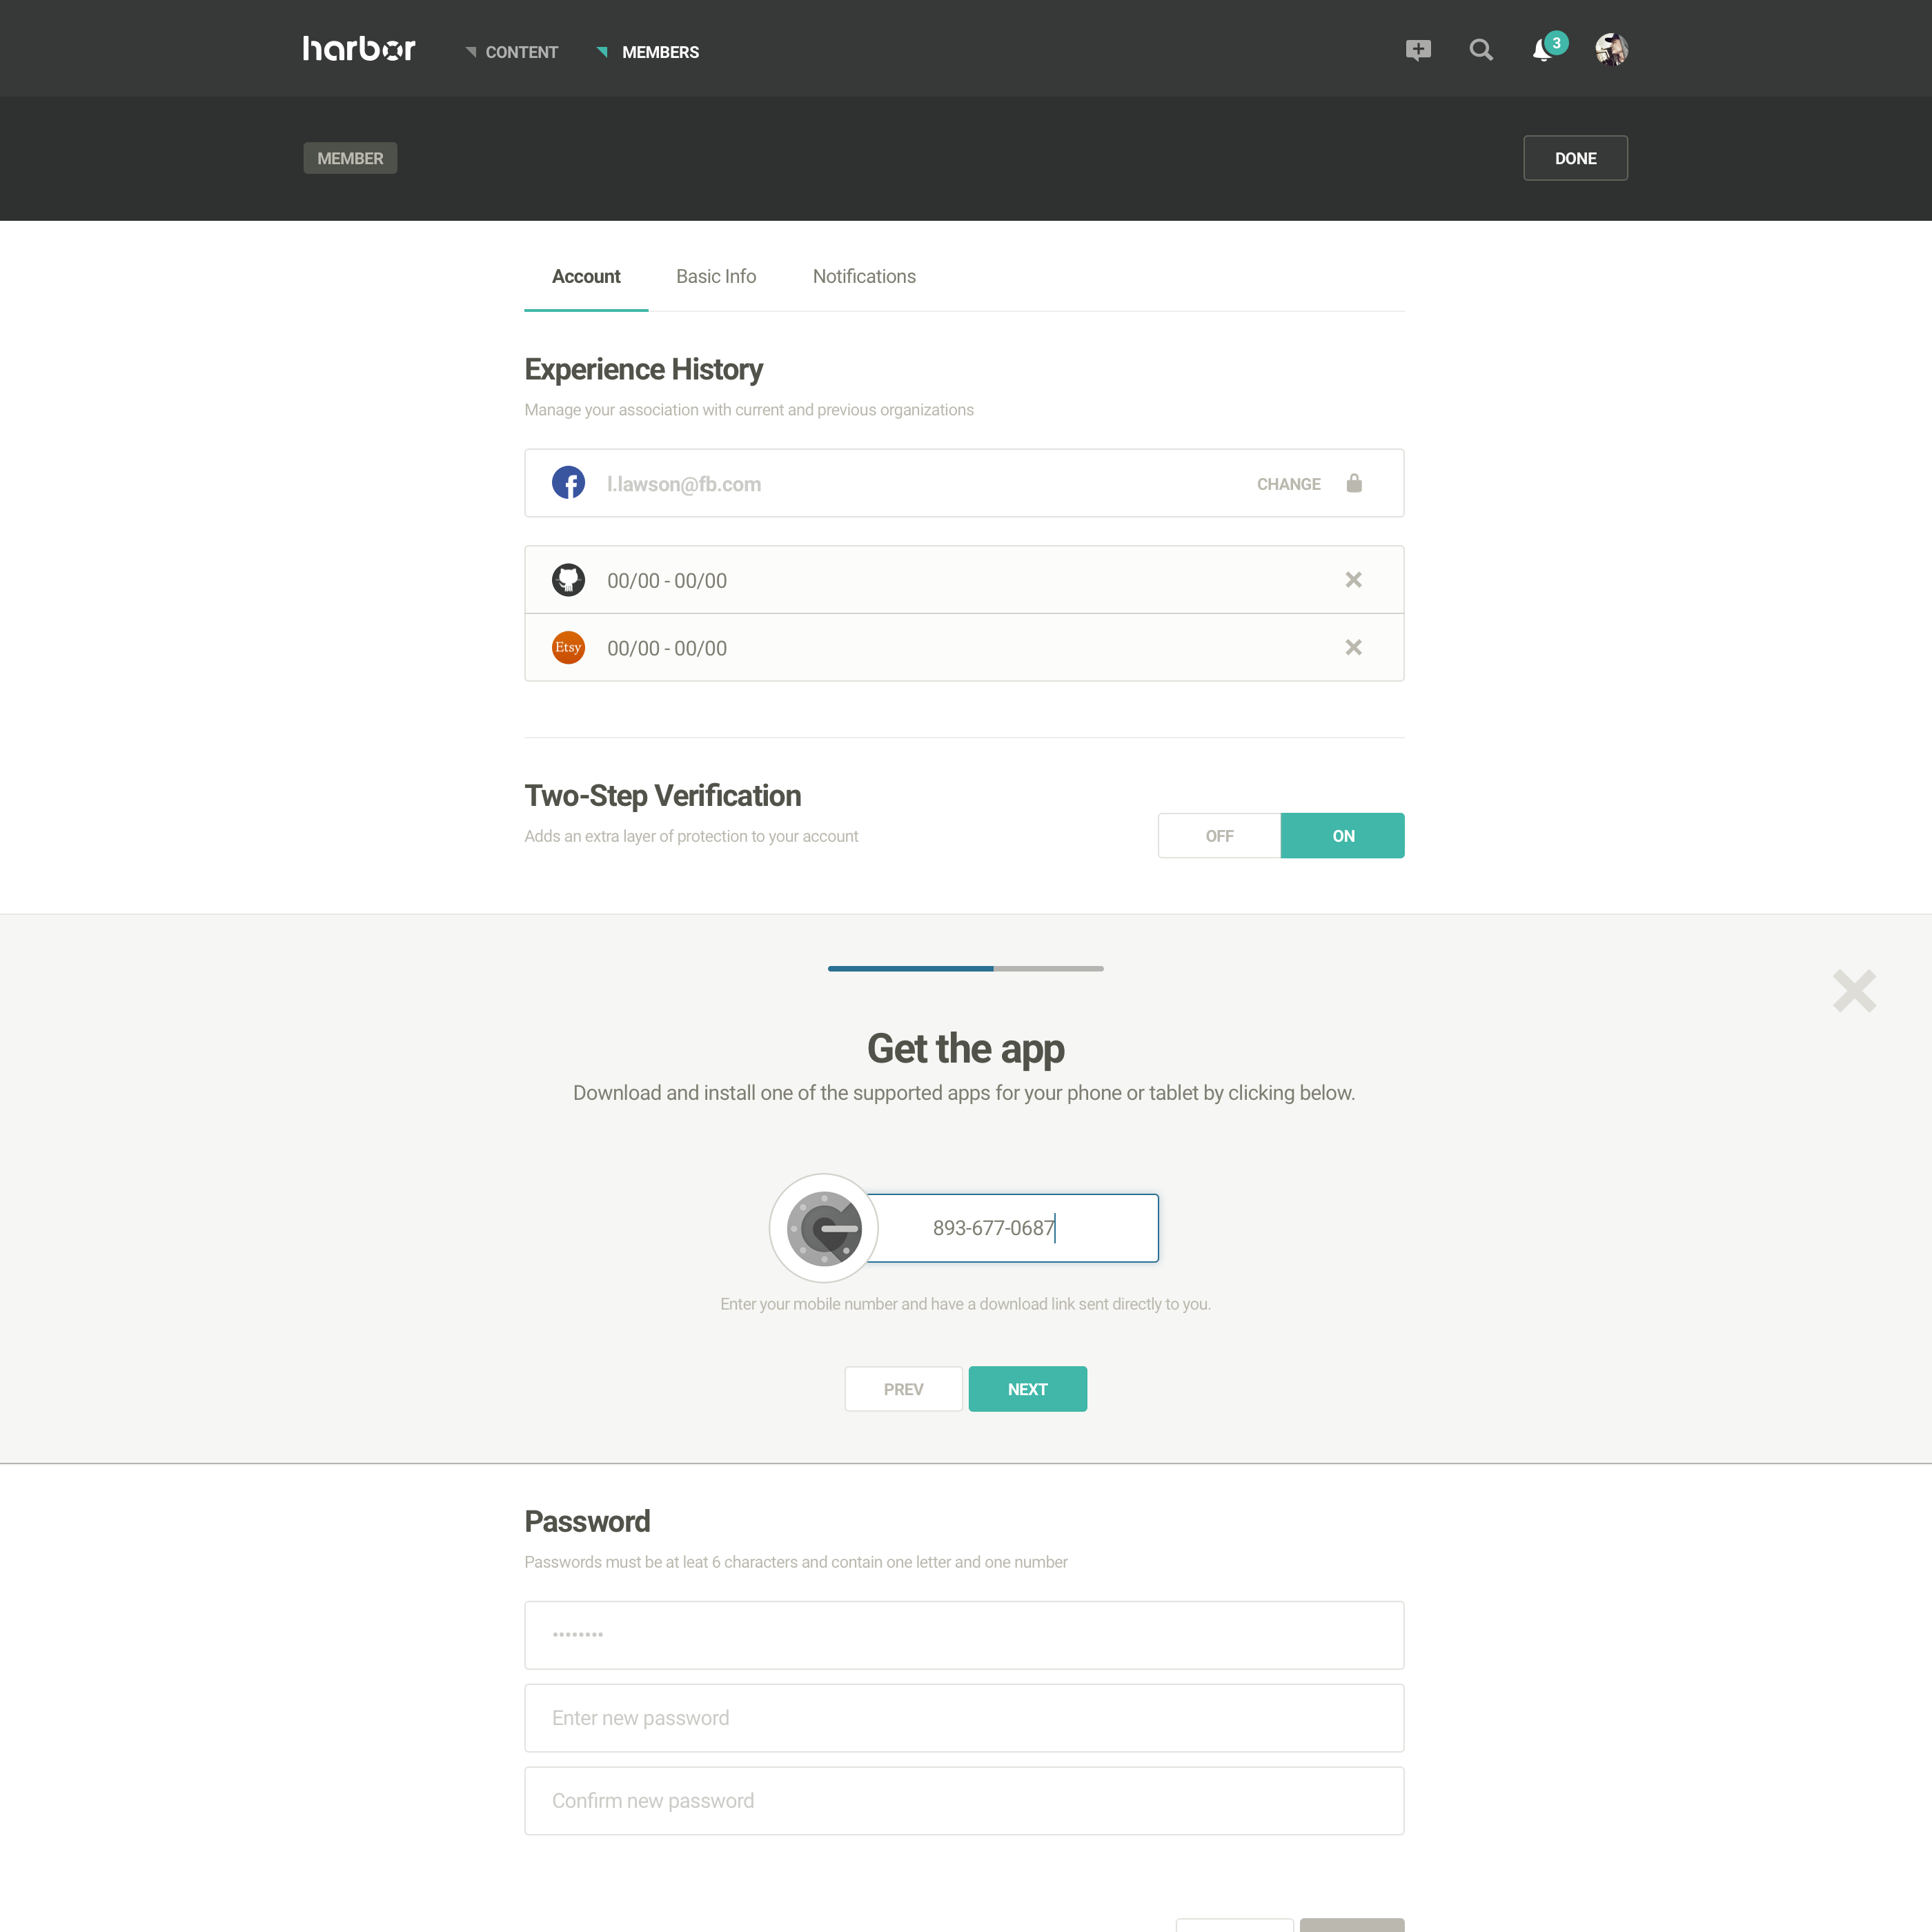 harbor
CONTENT
MEMBERS
3
MEMBER
DONE
Account
Basic Info
Notifications
Experience History
Manage your association with current and previous organizations
l.lawson@fb.com
CHANGE
00/00 - 00/00
Etsy
00/00 - 00/00
Two-Step Verification
Adds an extra layer of protection to your account
OFF
ON
Get the app
Download and install one of the supported apps for your phone or tablet by clicking below.
893-677-0687
Enter your mobile number and have a download link sent directly to you.
PREV
NEXT
Password
Passwords must be at leat 6 characters and contain one letter and one number
••••••••
Enter new password
Confirm new password